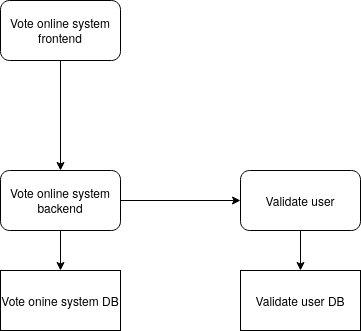 Vote online system
frontend
Vote online system
backend
Validate user
Vote onine system DB
Validate user DB